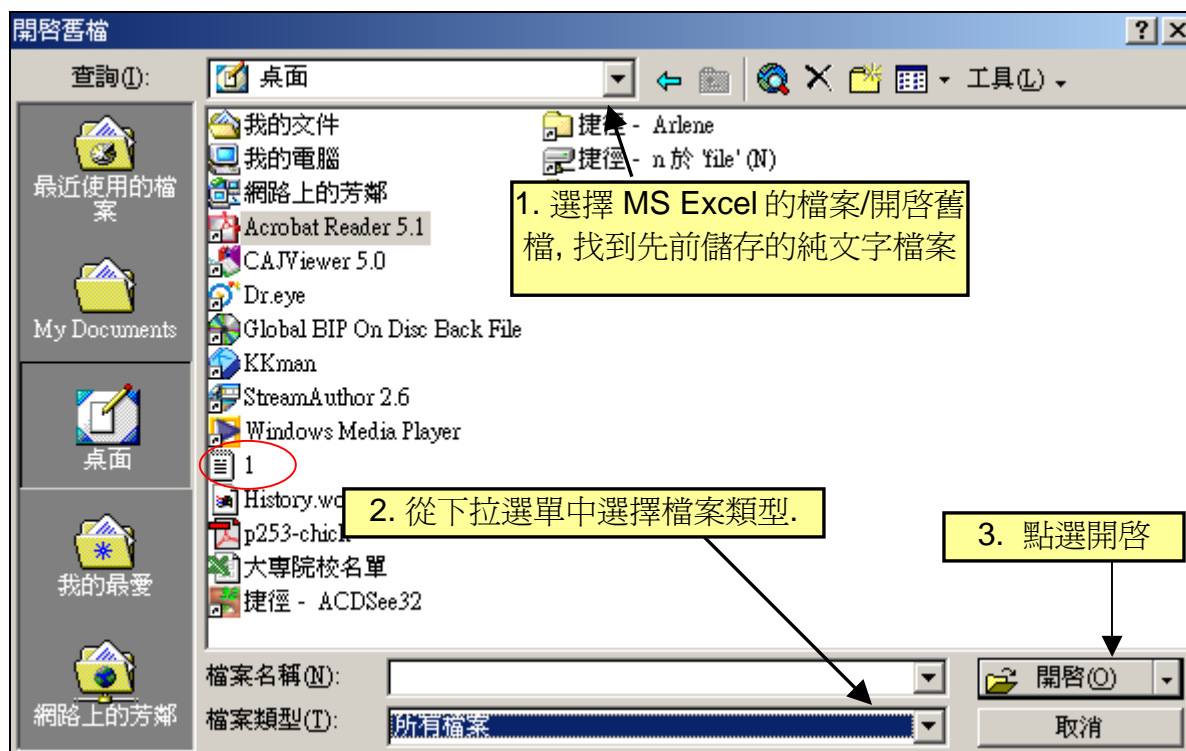 開啓舊檔
查詢(I):
桌面
工具(L)
最近使用的檔
案
My Documents
桌面
我的最愛
網路上的芳鄰
我的文件
我的電腦
網路上的芳鄰
Acrobat Reader 5.1
CAJViewer 5.0
Dr.eye
Global BIP On Disc Back File
KKman
StreamAuthor 2.6
Windows Media Player
1
History.wo
p253-chick
大專院校名單
捷徑 - ACDSee32
捷徑 - Arlene
捷徑 - n 於 'file' (N)
1. 選擇 MS Excel 的檔案/開啓舊
檔, 找到先前儲存的純文字檔案
2. 從下拉選單中選擇檔案類型.
3. 點選開啓
檔案名稱(N):
開啓(O)
檔案類型(T):
所有檔案
取消